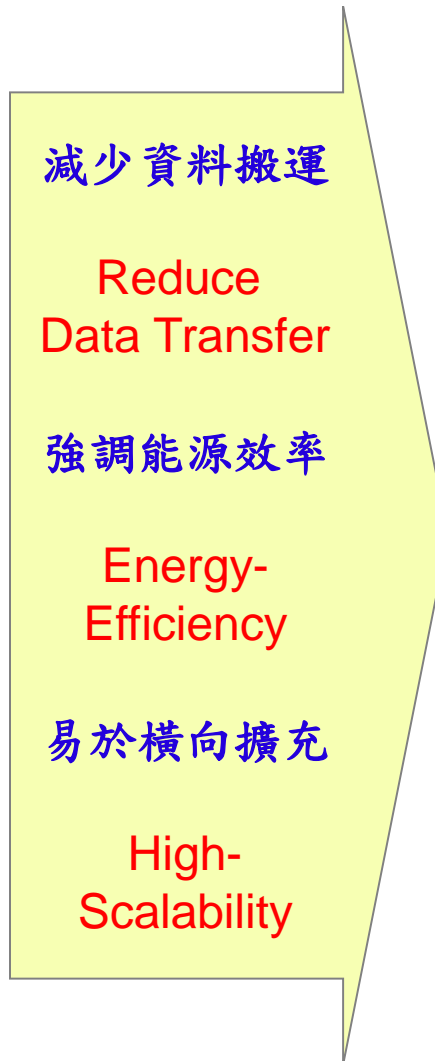 減少資料搬運
Reduce
Data Transfer
強調能源效率
Energy-
Efficiency
易於橫向擴充
High-
Scalability